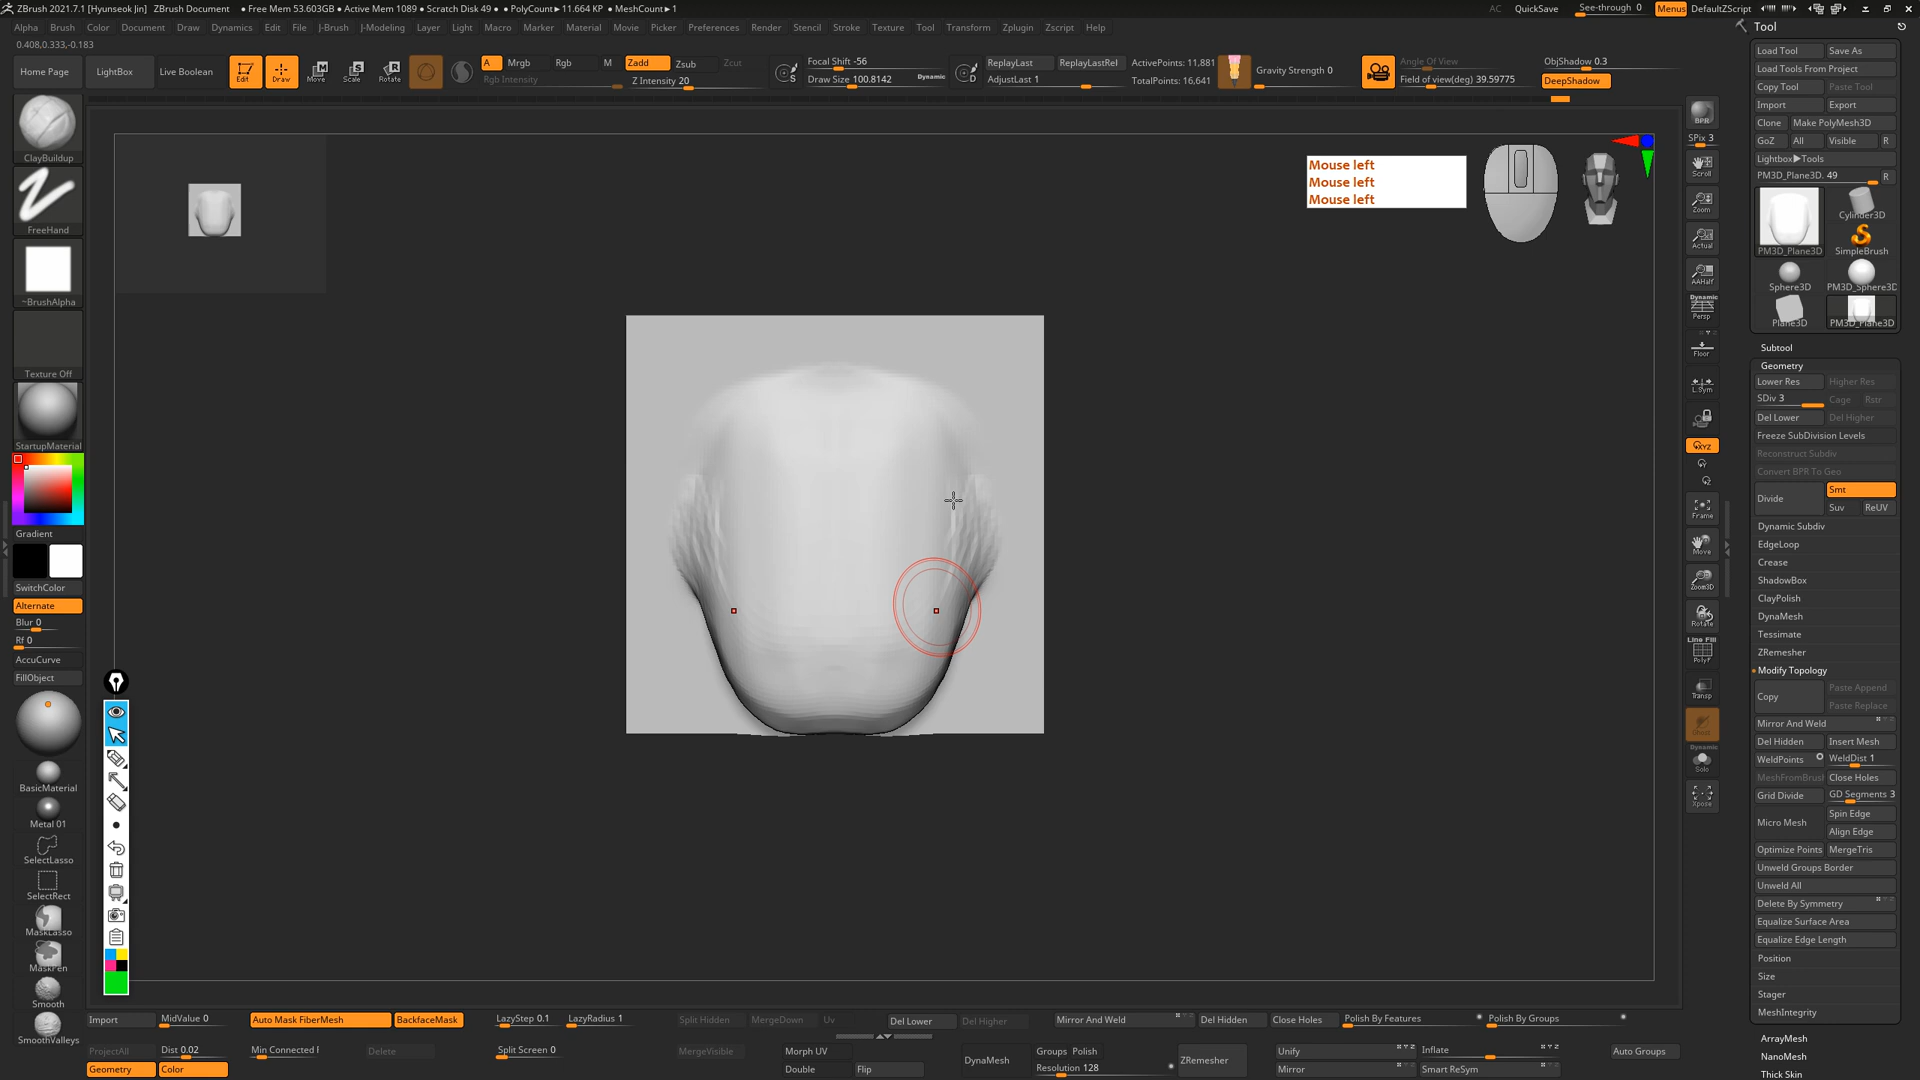 ZBrush 2021.7.1 [Hyunseok Jin] ZBrush Document • Free Mem 53.603GB • Active Mem 1089 • Scratch Disk 49 • PolyCount▸ 11.664 KP • MeshCount▸ 1
AC QuickSave See-through 0 Menus DefaultZScript
Alpha Brush Color Document Draw Dynamics Edit File J-Brush J-Modeling Layer Light Macro Marker Material Movie Picker Preferences Render Stencil Stroke Texture Tool Transform Zplugin Zscript Help
0.408,0.333,-0.183
Home Page LightBox Live Boolean Edit Draw Move Scale Rotate
A Mrgb Rgb M Zadd Zsub Zcut
Rgb Intensity Z Intensity 20
Focal Shift -56
Draw Size 100.8142 Dynamic
ReplayLast ReplayLastRel
AdjustLast 1
ActivePoints: 11,881
TotalPoints: 16,641
Gravity Strength 0
Angle Of View
Field of view(deg) 39.59775
ObjShadow 0.3
DeepShadow
ClayBuildup
FreeHand
~BrushAlpha
Texture Off
StartupMaterial
Gradient
SwitchColor
Alternate
Blur 0
Rf 0
AccuCurve
FillObject
BasicMaterial
Metal 01
SelectLasso
SelectRect
MaskLasso
MaskPen
Smooth
SmoothValleys
Mouse left
Mouse left
Mouse left
BPR
SPix 3
Scroll
Zoom
Actual
AAHalf
Dynamic
Persp
Floor
L.Sym
XYZ
Frame
Move
Zoom3D
Rotate
Line Fill
PolyF
Transp
Ghost
Dynamic
Solo
Xpose
Tool
Load Tool Save As
Load Tools From Project
Copy Tool Paste Tool
Import Export
Clone Make PolyMesh3D
GoZ All Visible R
Lightbox▸Tools
PM3D_Plane3D. 49 R
PM3D_Plane3D Cylinder3D
SimpleBrush
Sphere3D PM3D_Sphere3D
Plane3D PM3D_Plane3D
Subtool
Geometry
Lower Res Higher Res
SDiv 3 Cage Rstr
Del Lower Del Higher
Freeze SubDivision Levels
Reconstruct Subdiv
Convert BPR To Geo
Divide Smt
Suv ReUV
Dynamic Subdiv
EdgeLoop
Crease
ShadowBox
ClayPolish
DynaMesh
Tessimate
ZRemesher
Modify Topology
Copy Paste Append
Paste Replace
Mirror And Weld
Del Hidden Insert Mesh
WeldPoints WeldDist 1
MeshFromBrush Close Holes
Grid Divide GD Segments 3
Micro Mesh Spin Edge
Align Edge
Optimize Points MergeTris
Unweld Groups Border
Unweld All
Delete By Symmetry
Equalize Surface Area
Equalize Edge Length
Position
Size
Stager
MeshIntegrity
ArrayMesh
NanoMesh
Thick Skin
Import MidValue 0 Auto Mask FiberMesh BackfaceMask LazyStep 0.1 LazyRadius 1 Split Hidden MergeDown Uv Del Lower Del Higher Mirror And Weld Del Hidden Close Holes Polish By Features Polish By Groups
ProjectAll Dist 0.02 Min Connected Delete Split Screen 0 MergeVisible Morph UV DynaMesh Groups Polish ZRemesher Unify Inflate Auto Groups
Geometry Color Double Flip Resolution 128 Mirror Smart ReSym